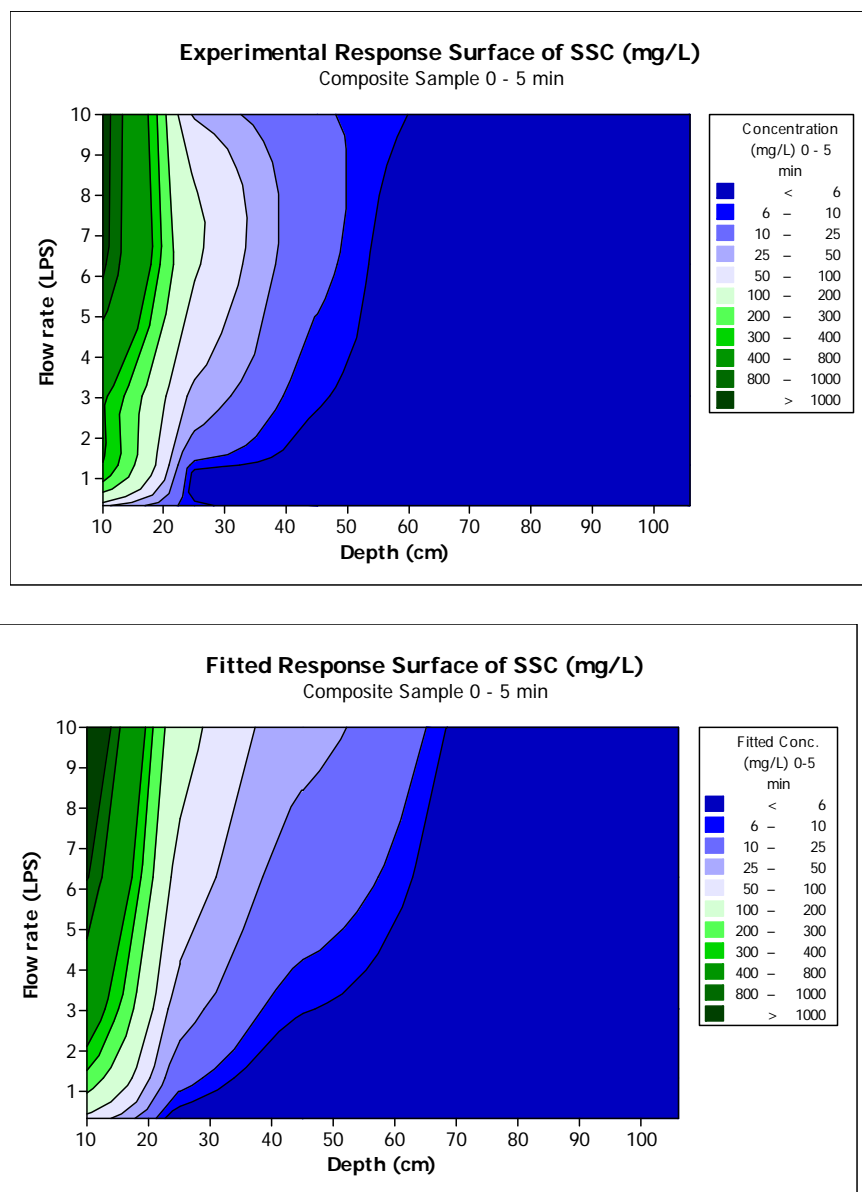 Experimental Response Surface of SSC (mg/L)
Composite Sample 0 - 5 min
10
9
8
7
6
5
4
3
2
1
Flow rate (LPS)
10 20 30 40 50 60 70 80 90 100
Depth (cm)
Concentration
(mg/L) 0 - 5
min
< 6
6 – 10
10 – 25
25 – 50
50 – 100
100 – 200
200 – 300
300 – 400
400 – 800
800 – 1000
> 1000
Fitted Response Surface of SSC (mg/L)
Composite Sample 0 - 5 min
10
9
8
7
6
5
4
3
2
1
Flow rate (LPS)
10 20 30 40 50 60 70 80 90 100
Depth (cm)
Fitted Conc.
(mg/L) 0-5
min
< 6
6 – 10
10 – 25
25 – 50
50 – 100
100 – 200
200 – 300
300 – 400
400 – 800
800 – 1000
> 1000